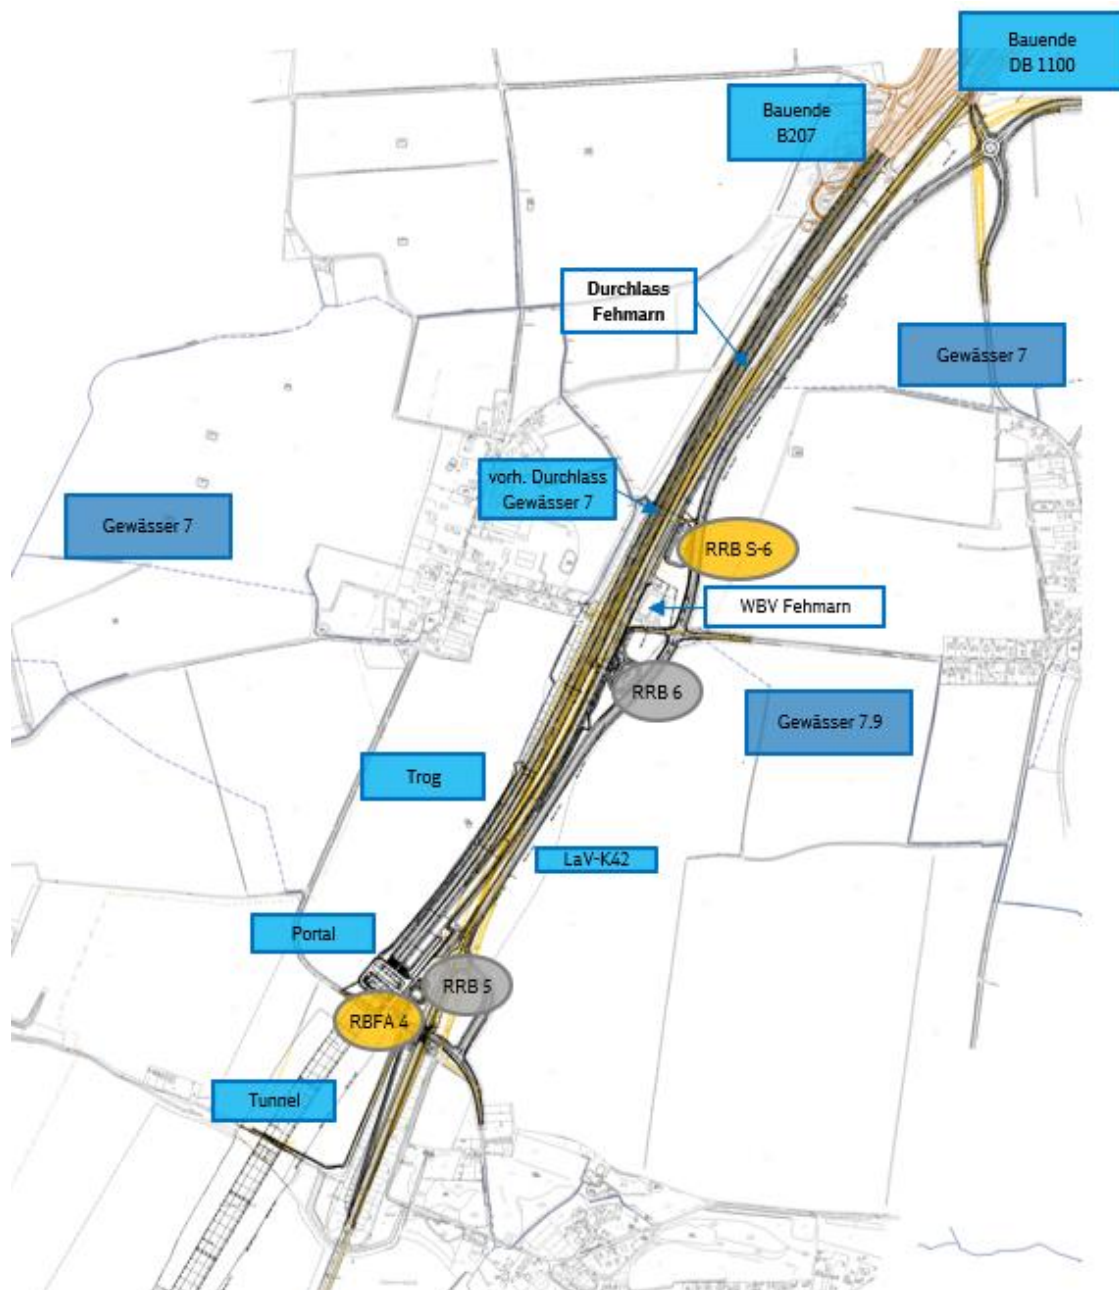 Bauende
DB 1100
Bauende
B207
Durchlass
Fehmarn
Gewässer 7
vorh. Durchlass
Gewässer 7
Gewässer 7
RRB S-6
WBV Fehmarn
RRB 6
Gewässer 7.9
Trog
LaV-K42
Portal
RRB 5
RBFA 4
Tunnel